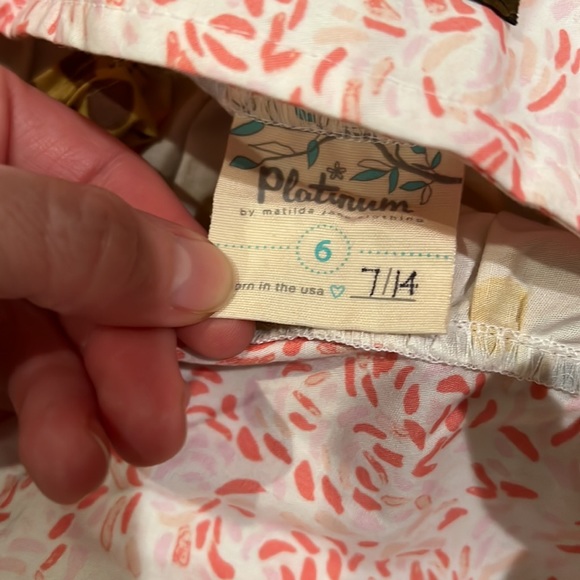 Platinum
by matilda jane clothing
6
orn in the usa
7/14